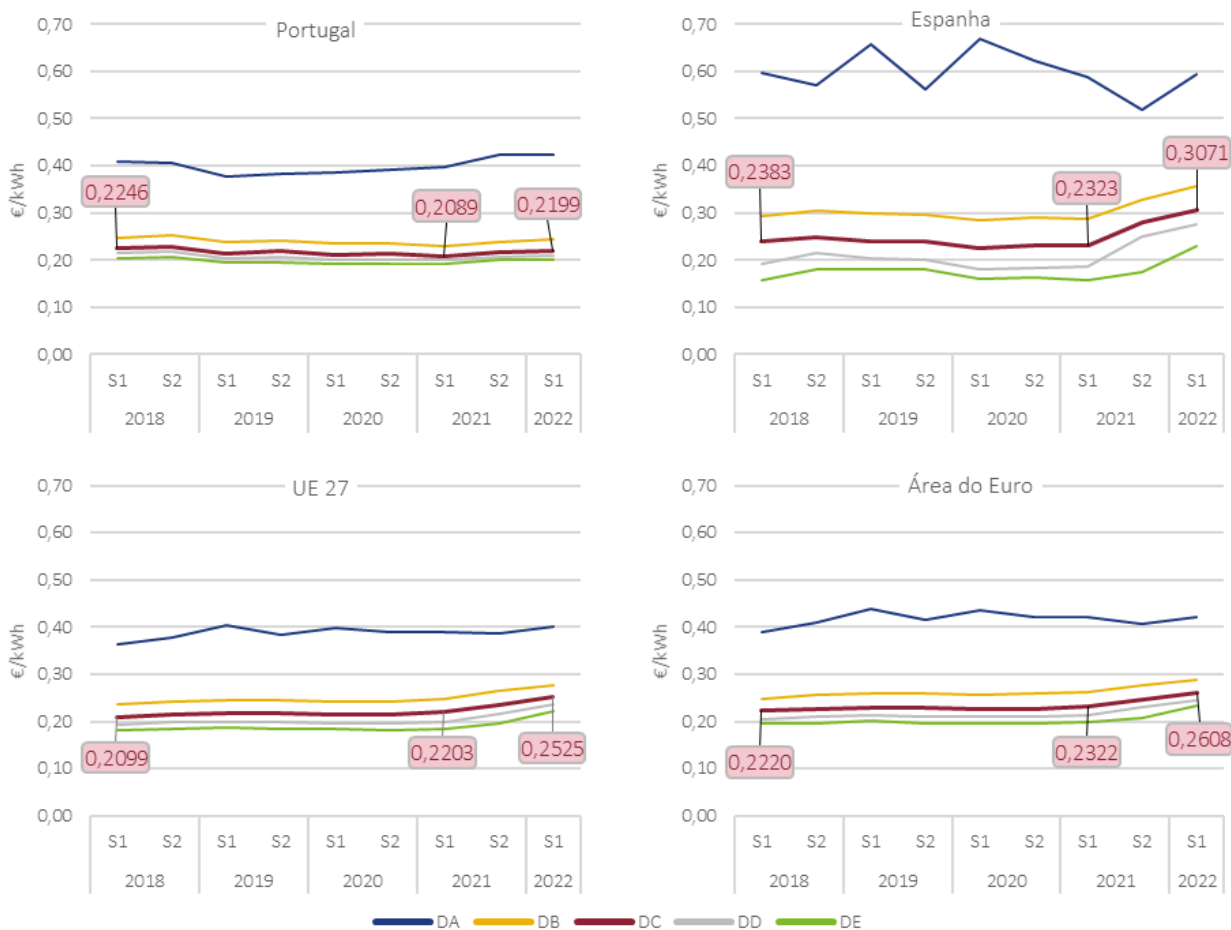 Portugal
€/kWh
0,70
0,60
0,50
0,40
0,30
0,20
0,10
0,00
0,2246
0,2089
0,2199
S1 S2 S1 S2 S1 S2 S1 S2 S1
2018 2019 2020 2021 2022
Espanha
€/kWh
0,70
0,60
0,50
0,40
0,30
0,20
0,10
0,00
0,2383
0,2323
0,3071
S1 S2 S1 S2 S1 S2 S1 S2 S1
2018 2019 2020 2021 2022
UE 27
€/kWh
0,70
0,60
0,50
0,40
0,30
0,20
0,10
0,00
0,2099
0,2203
0,2525
S1 S2 S1 S2 S1 S2 S1 S2 S1
2018 2019 2020 2021 2022
Área do Euro
€/kWh
0,70
0,60
0,50
0,40
0,30
0,20
0,10
0,00
0,2220
0,2322
0,2608
S1 S2 S1 S2 S1 S2 S1 S2 S1
2018 2019 2020 2021 2022
DA DB DC DD DE